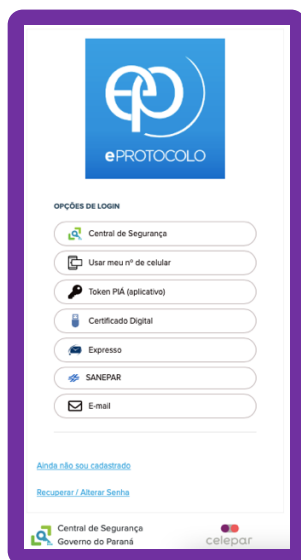 ep
ePROTOCOLO
OPÇÕES DE LOGIN
Central de Segurança
Usar meu nº de celular
Token PIÁ (aplicativo)
Certificado Digital
Expresso
SANEPAR
E-mail
Ainda não sou cadastrado
Recuperar / Alterar Senha
Central de Segurança
Governo do Paraná
celepar